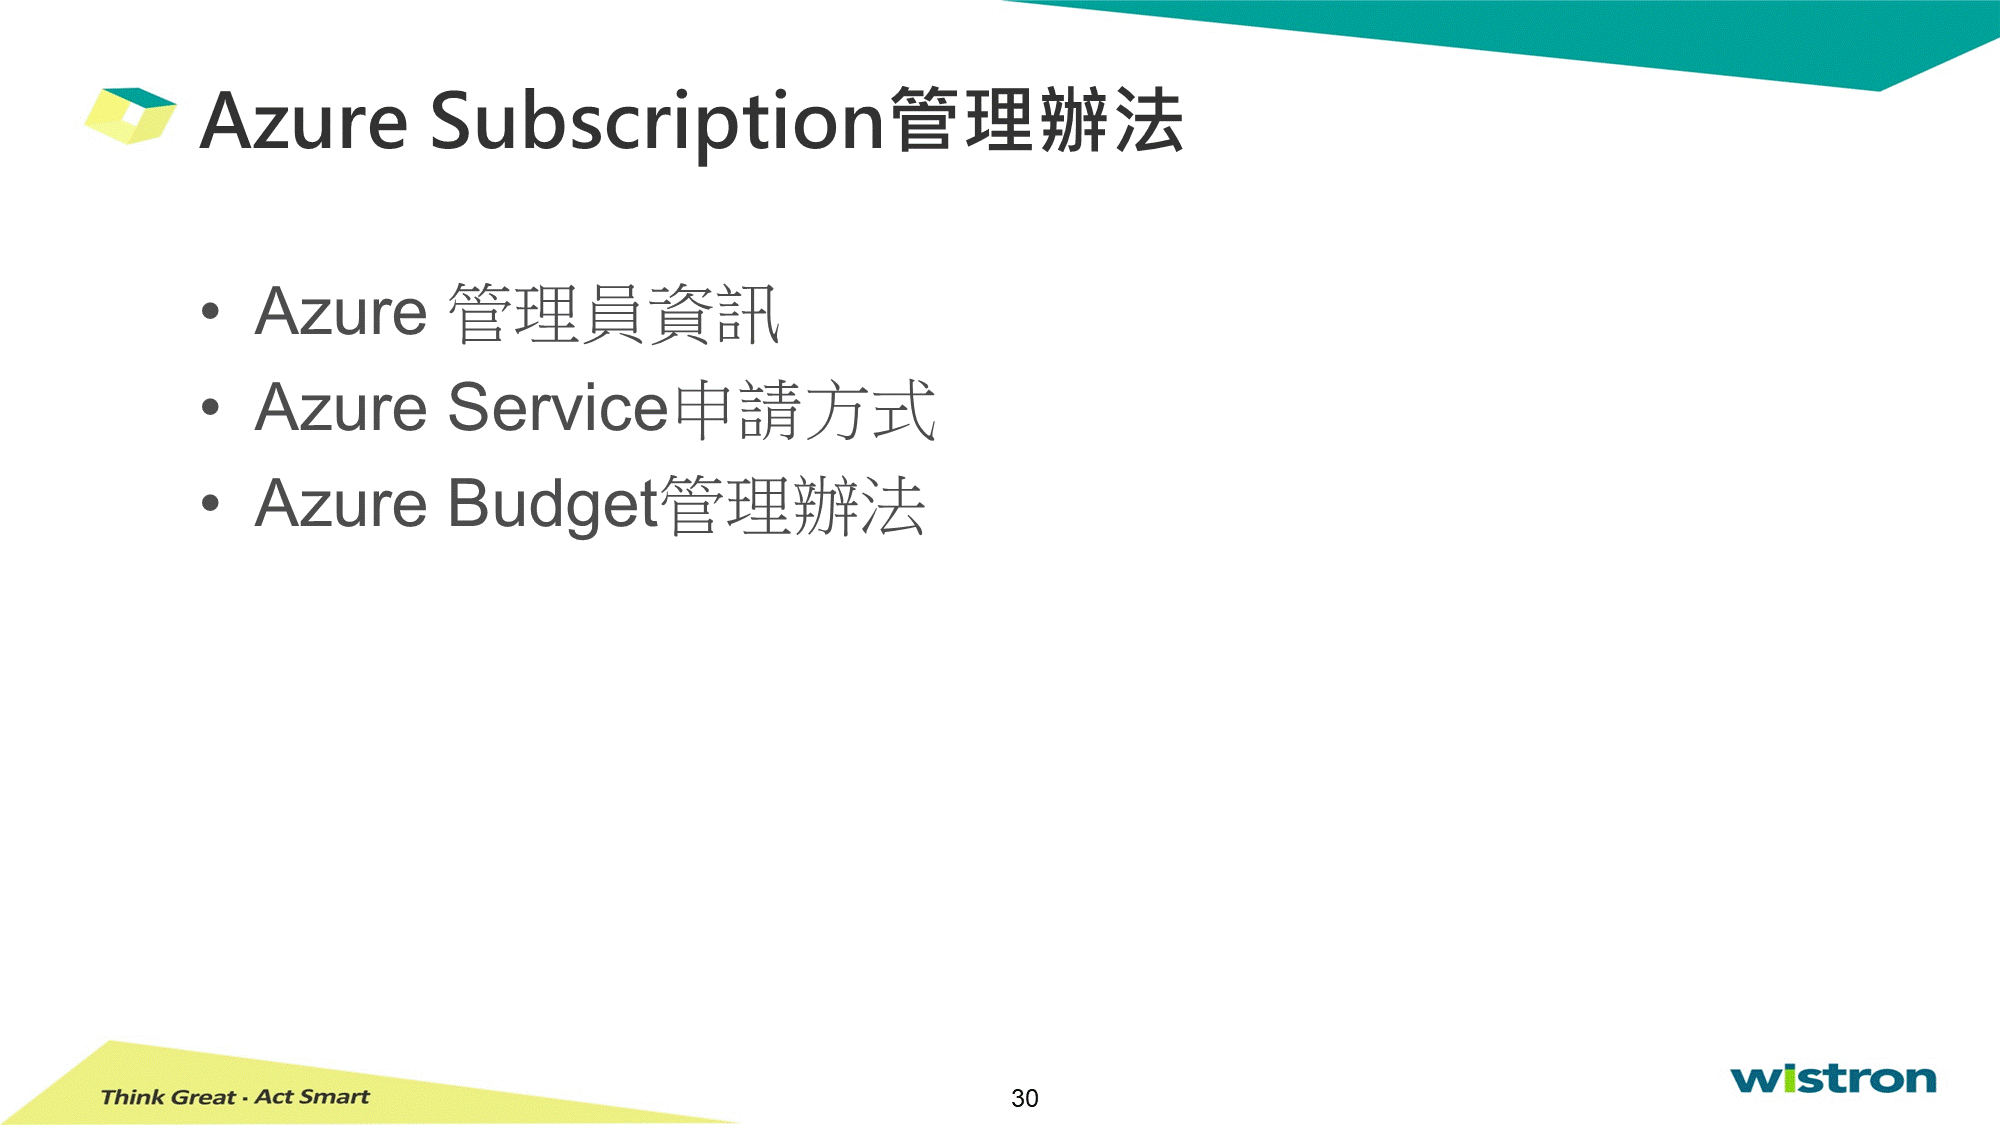 Azure Subscription管理辦法
• Azure 管理員資訊
• Azure Service申請方式
• Azure Budget管理辦法
Think Great · Act Smart
30
wistron